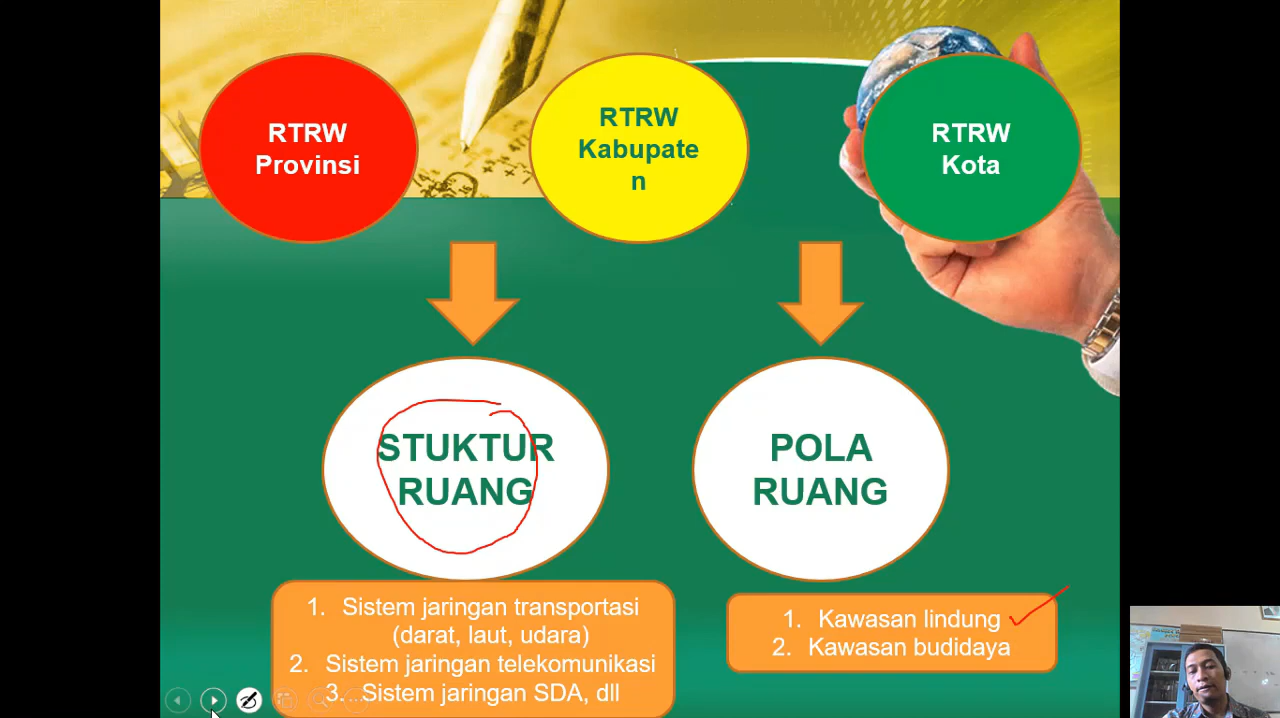 RTRW
Provinsi
RTRW
Kabupate
n
RTRW
Kota
STUKTUR
RUANG
POLA
RUANG
1. Sistem jaringan transportasi
(darat, laut, udara)
2. Sistem jaringan telekomunikasi
3. Sistem jaringan SDA, dll
1. Kawasan lindung
2. Kawasan budidaya